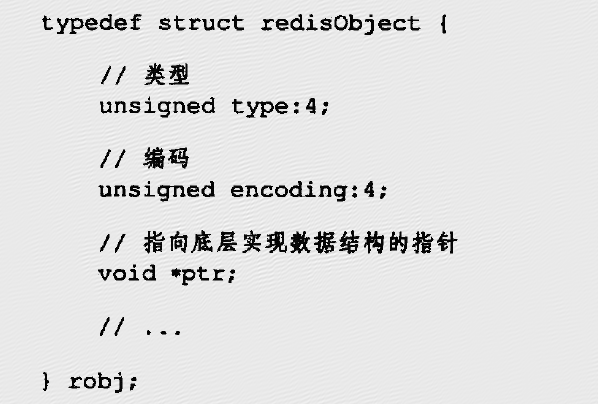 typedef struct redisObject {
// 类型
unsigned type:4;
// 编码
unsigned encoding:4;
// 指向底层实现数据结构的指针
void *ptr;
// ...
} robj;